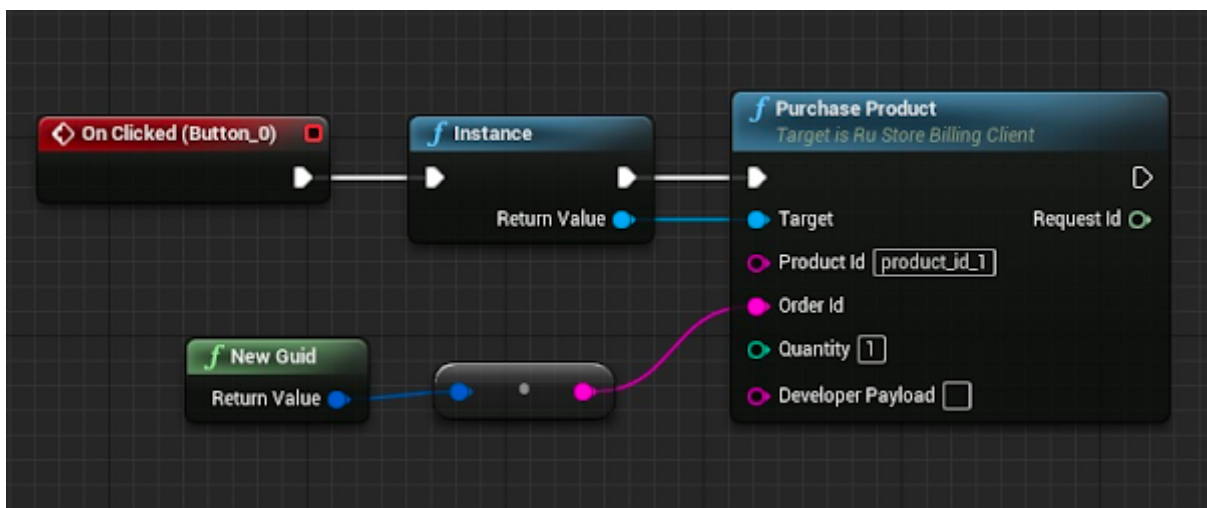 On Clicked (Button_0)
f Instance
Return Value
f Purchase Product
Target is Ru Store Billing Client
Target
Request Id
Product Id product_id_1
Order Id
Quantity 1
Developer Payload
f New Guid
Return Value